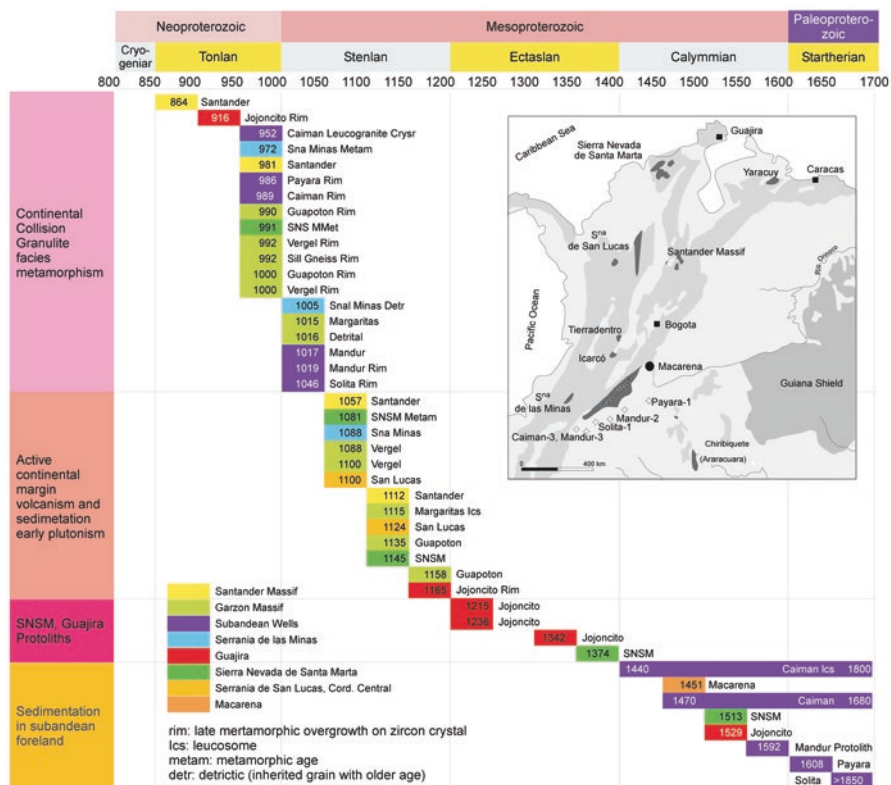 Neoproterozoic
Mesoproterozoic
Paleoproter-
ozoic
Cryo-
geniar
Tonlan
Stenlan
Ectaslan
Calymmian
Startherian
800 850 950 950 1000 1050 1150 1200 1250 1350 1400 1450 1550 1600 1650 1700
Continental
Collision
Granulite
facies
metamorphism
864 Santander
916 Jojoncito Rim
952 Caiman Leucogranite Crysr
972 Sna Minas Metam
981 Santander
986 Payara Rim
989 Caiman Rim
990 Guapoton Rim
991 SNS MMet
992 Vergel Rim
992 Sill Gneiss Rim
1000 Guapoton Rim
1000 Vergel Rim
1005 Snal Minas Detr
1015 Margaritas
1016 Detrital
1017 Mandur
1019 Mandur Rim
1046 Solita Rim
Active
continental
margin
volcanism and
sedimetation
early plutonism
1057 Santander
1081 SNSM Metam
1088 Sna Minas
1088 Vergel
1100 Vergel
1100 San Lucas
1112 Santander
1115 Margaritas Ics
1124 San Lucas
1135 Guapoton
1145 SNSM
1158 Guapoton
1165 Jojoncito Rim
SNSM, Guajira
Protoliths
1215 Jojoncito
1236 Jojoncito
1342 Jojoncito
1374 SNSM
Sedimentation
in subandean
foreland
1440 Caiman Ics 1800
1451 Macarena
1470 Caiman 1680
1513 SNSM
1529 Jojoncito
1592 Mandur Protolith
1608 Payara
Solita >1850
Santander Massif
Garzon Massif
Subandean Wells
Serrania de las Minas
Guajira
Sierra Nevada de Santa Marta
Serrania de San Lucas, Cord. Central
Macarena
rim: late mertamorphic overgrowth on zircon crystal
Ics: leucosome
metam: metamorphic age
detr: detrictic (inherited grain with older age)
Caribbean Sea
Guajira
Sierra Nevada
de Santa Marta
Caracas
Yaracuy
Sna
de San Lucas
Santander Massif
Rio Orinoco
Pacific Ocean
Bogota
Tierradentro
Icarcó
Macarena
Guiana Shield
Sna
de las Minas
Payara-1
Mandur-2
Solita-1
Caiman-3, Mandur-3
Chiribiquete
(Araracuara)
0 400 km